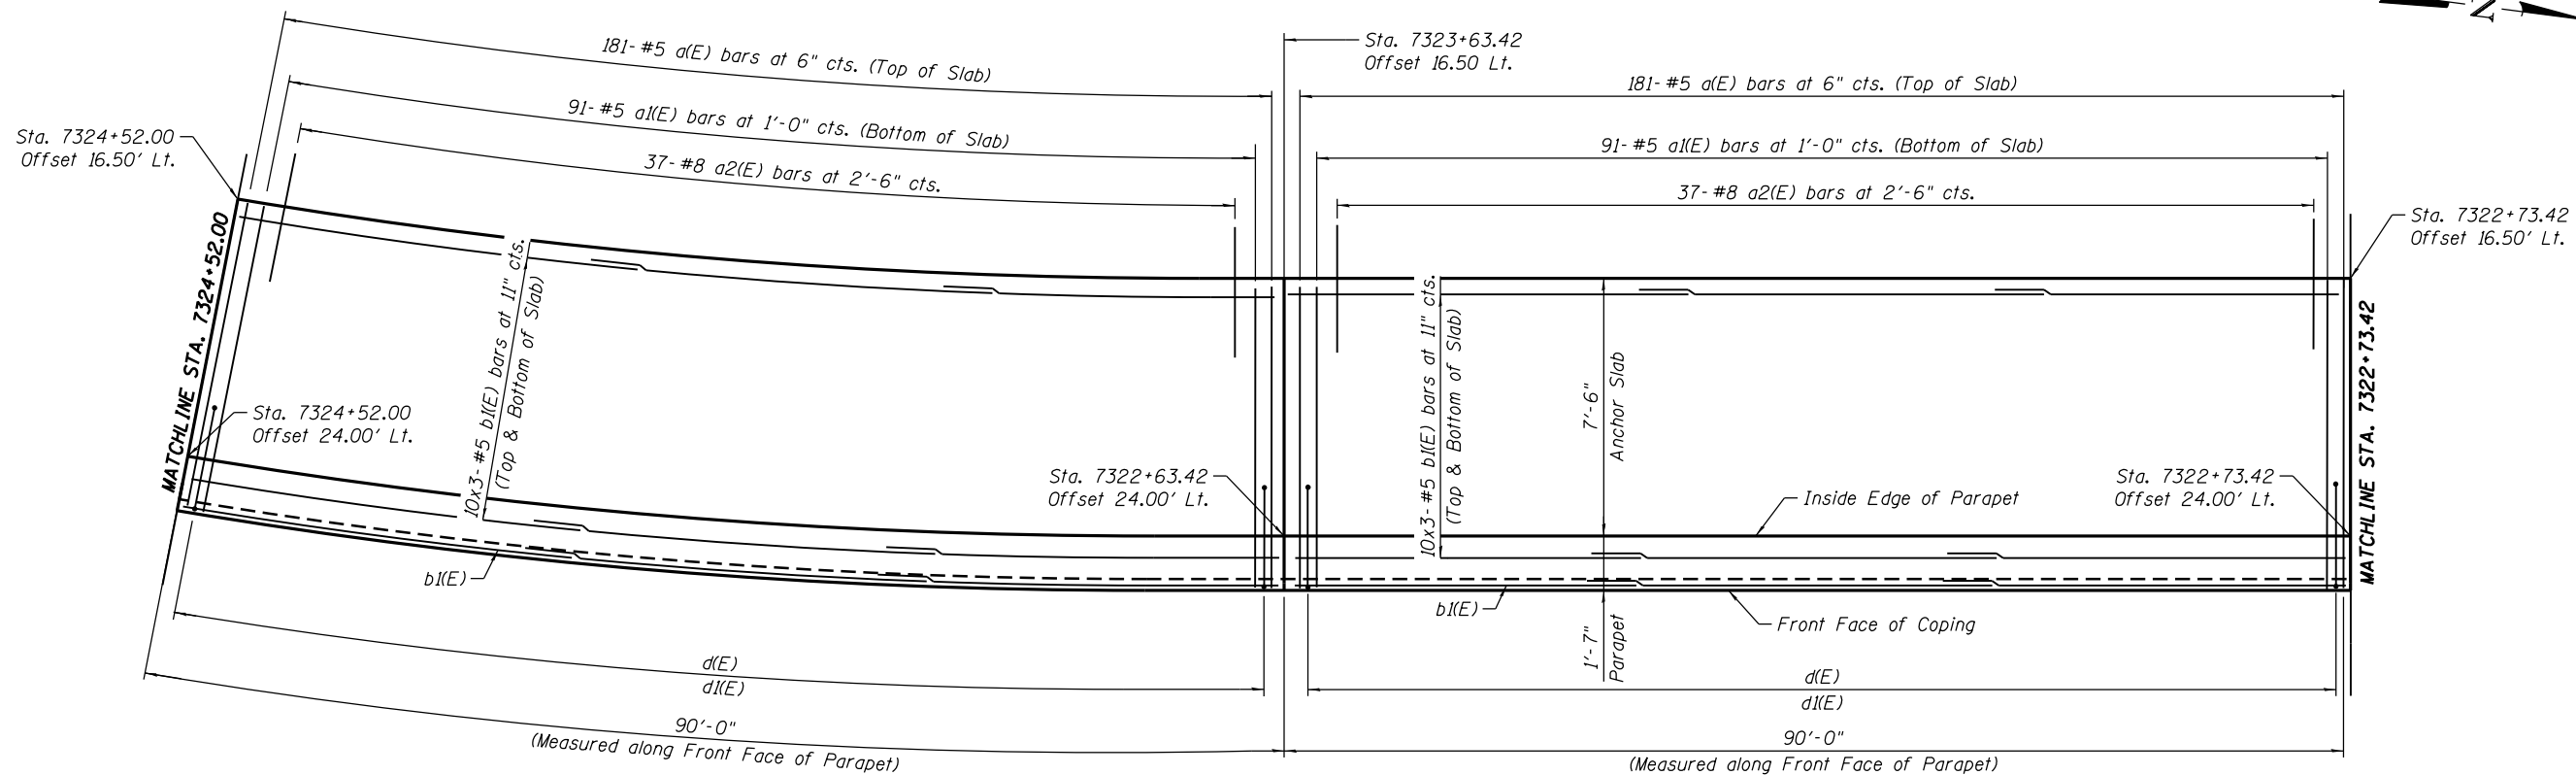 181-#5 a(E) bars at 6" cts. (Top of Slab)
Sta. 7323+63.42
Offset 16.50 Lt.
181-#5 a(E) bars at 6" cts. (Top of Slab)
91-#5 a1(E) bars at 1'-0" cts. (Bottom of Slab)
91-#5 a1(E) bars at 1'-0" cts. (Bottom of Slab)
Sta. 7324+52.00
Offset 16.50' Lt.
37-#8 a2(E) bars at 2'-6" cts.
37-#8 a2(E) bars at 2'-6" cts.
Sta. 7322+73.42
Offset 16.50' Lt.
MATCHLINE STA. 7324+52.00
10x3-#5 b1(E) bars at 11" cts.
(Top & Bottom of Slab)
10x3-#5 b1(E) bars at 11" cts.
(Top & Bottom of Slab)
7'-6"
Anchor Slab
MATCHLINE STA. 7322+73.42
Sta. 7324+52.00
Offset 24.00' Lt.
Sta. 7322+63.42
Offset 24.00' Lt.
Inside Edge of Parapet
Sta. 7322+73.42
Offset 24.00' Lt.
b1(E)
b1(E)
1'-7"
Parapet
Front Face of Coping
d(E)
d1(E)
d(E)
d1(E)
90'-0"
(Measured along Front Face of Parapet)
90'-0"
(Measured along Front Face of Parapet)